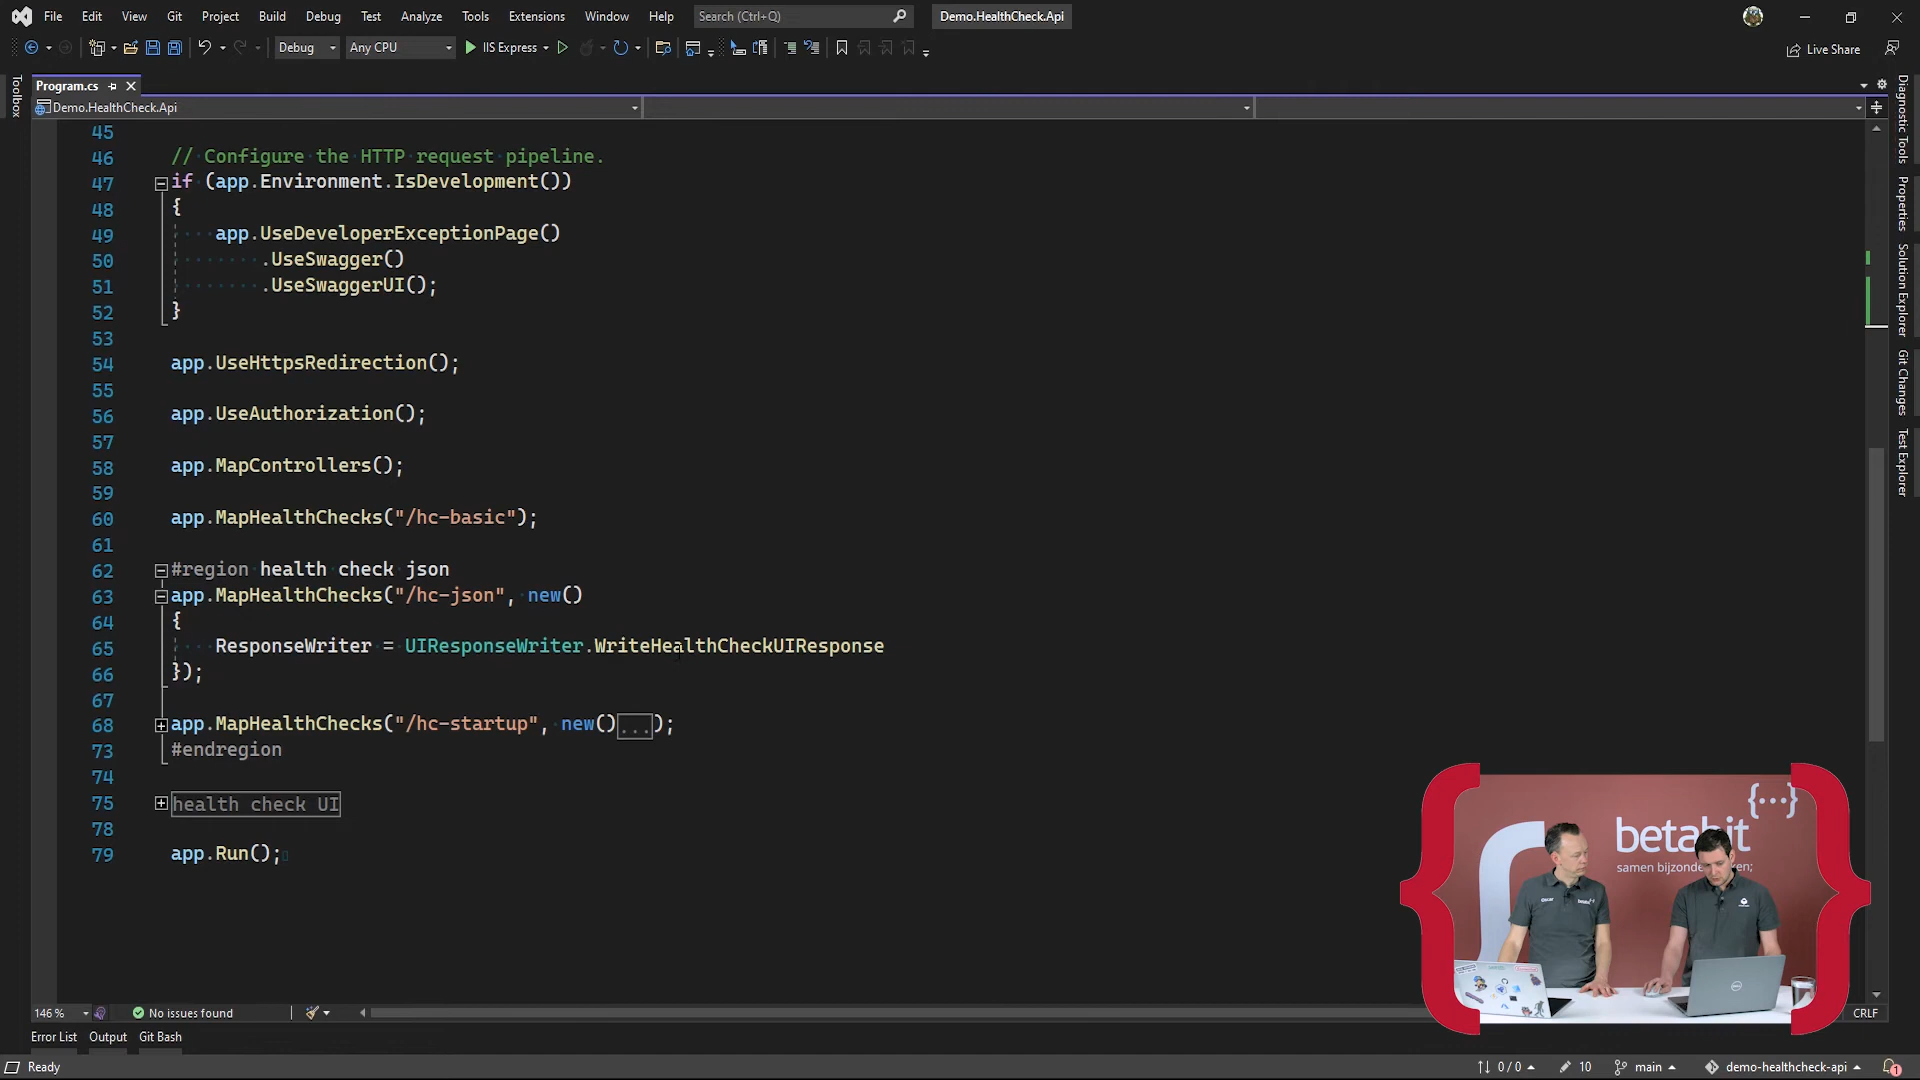 File Edit View Git Project Build Debug Test Analyze Tools Extensions Window Help Search (Ctrl+Q) Demo.HealthCheck.Api
Debug Any CPU IIS Express Live Share
Toolbox
Program.cs
Demo.HealthCheck.Api
45
46 // Configure the HTTP request pipeline.
47 if (app.Environment.IsDevelopment())
48 {
49 app.UseDeveloperExceptionPage()
50 .UseSwagger()
51 .UseSwaggerUI();
52 }
53
54 app.UseHttpsRedirection();
55
56 app.UseAuthorization();
57
58 app.MapControllers();
59
60 app.MapHealthChecks("/hc-basic");
61
62 #region health check json
63 app.MapHealthChecks("/hc-json", new()
64 {
65 ResponseWriter = UIResponseWriter.WriteHealthCheckUIResponse
66 });
67
68 app.MapHealthChecks("/hc-startup", new()...);
73 #endregion
74
75 health check UI
78
79 app.Run();
Diagnostic Tools
Properties
Solution Explorer
Git Changes
Test Explorer
{...}
betabit
samen bijzonder
ken;
Oscar
betabit
DELL
146 % No issues found CRLF
Error List Output Git Bash
Ready 0 / 0 10 main demo-healthcheck-api 1